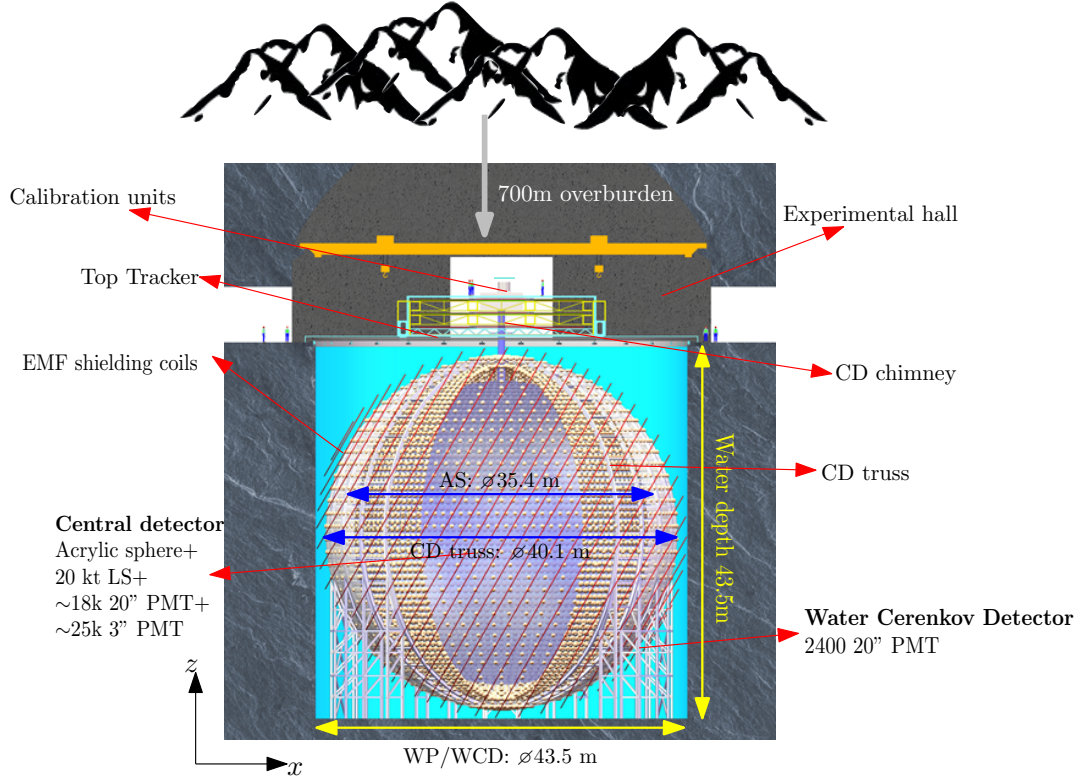 700m overburden
Calibration units
Experimental hall
Top Tracker
EMF shielding coils
CD chimney
Water depth 43.5m
CD truss
AS: ⌀35.4 m
Central detector
Acrylic sphere+
20 kt LS+
~18k 20” PMT+
~25k 3” PMT
CD truss: ⌀40.1 m
Water Cerenkov Detector
2400 20” PMT
z
x
WP/WCD: ⌀43.5 m